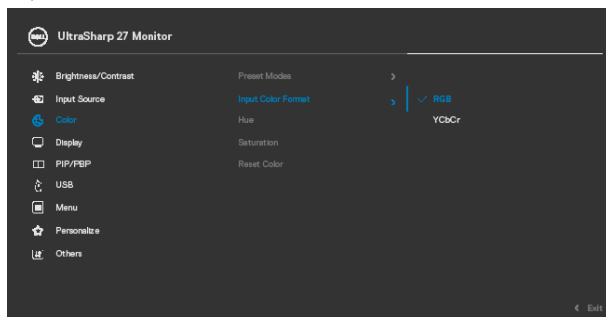 DELL
UltraSharp 27 Monitor
Brightness/Contrast
Preset Modes
Input Source
Input Color Format
RGB
Color
Hue
YCbCr
Display
Saturation
PIP/PBP
Reset Color
USB
Menu
Personalize
Others
Exit